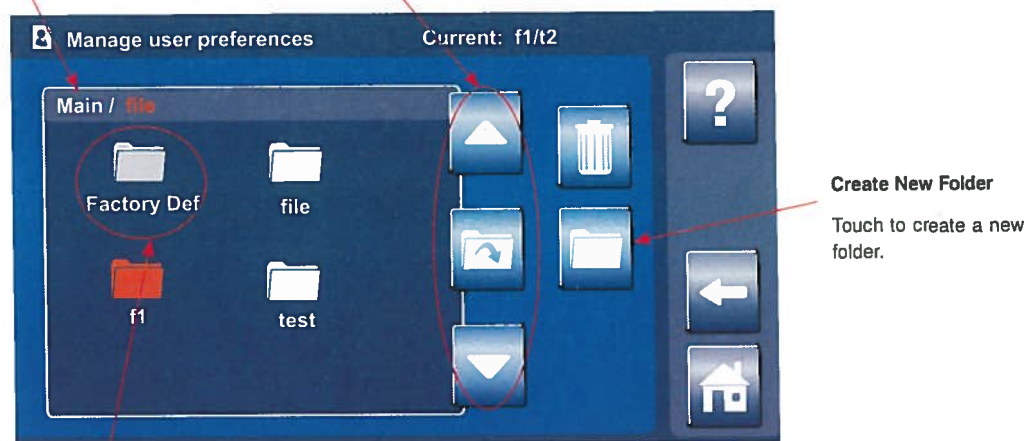 Manage user preferences
Current: f1/t2
Main / file
Factory Def
file
f1
test
?
Create New Folder
Touch to create a new
folder.